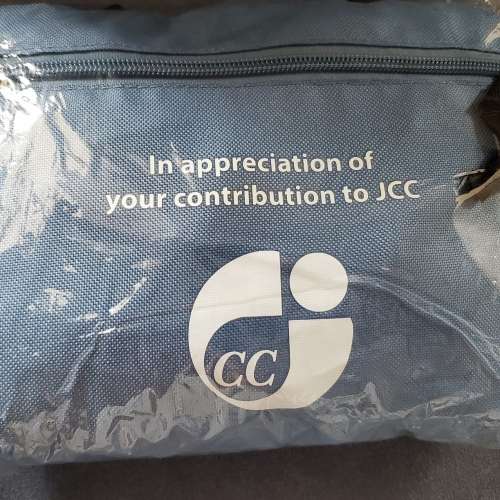 In appreciation of
your contribution to JCC
CC